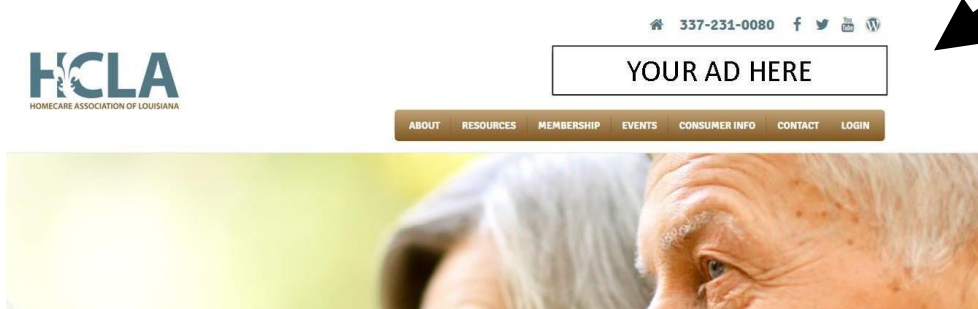 337-231-0080
YOUR AD HERE
HCLA
HOMECARE ASSOCIATION OF LOUISIANA
ABOUT RESOURCES MEMBERSHIP EVENTS CONSUMER INFO CONTACT LOGIN